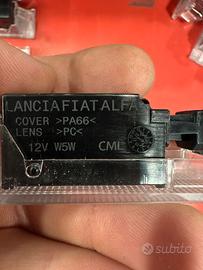 LANCIAFIATALFA
COVER >PA66<
LENS >PC<
12V W5W CML
subito